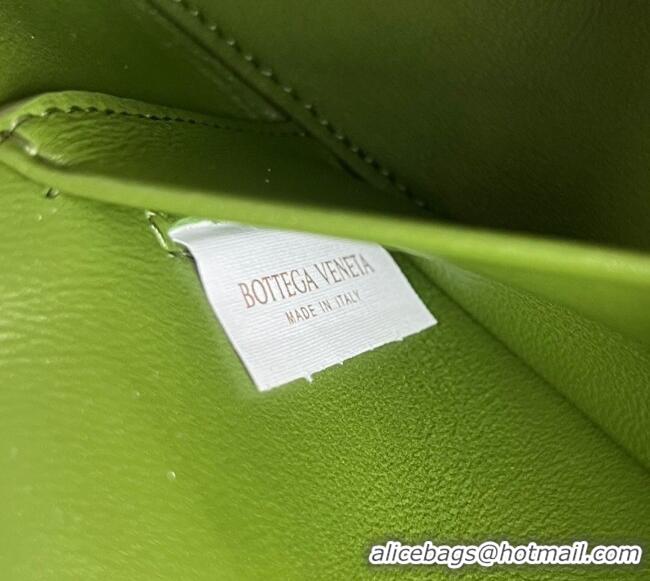 BOTTEGA VENETA
MADE IN ITALY
alicebags@hotmail.com